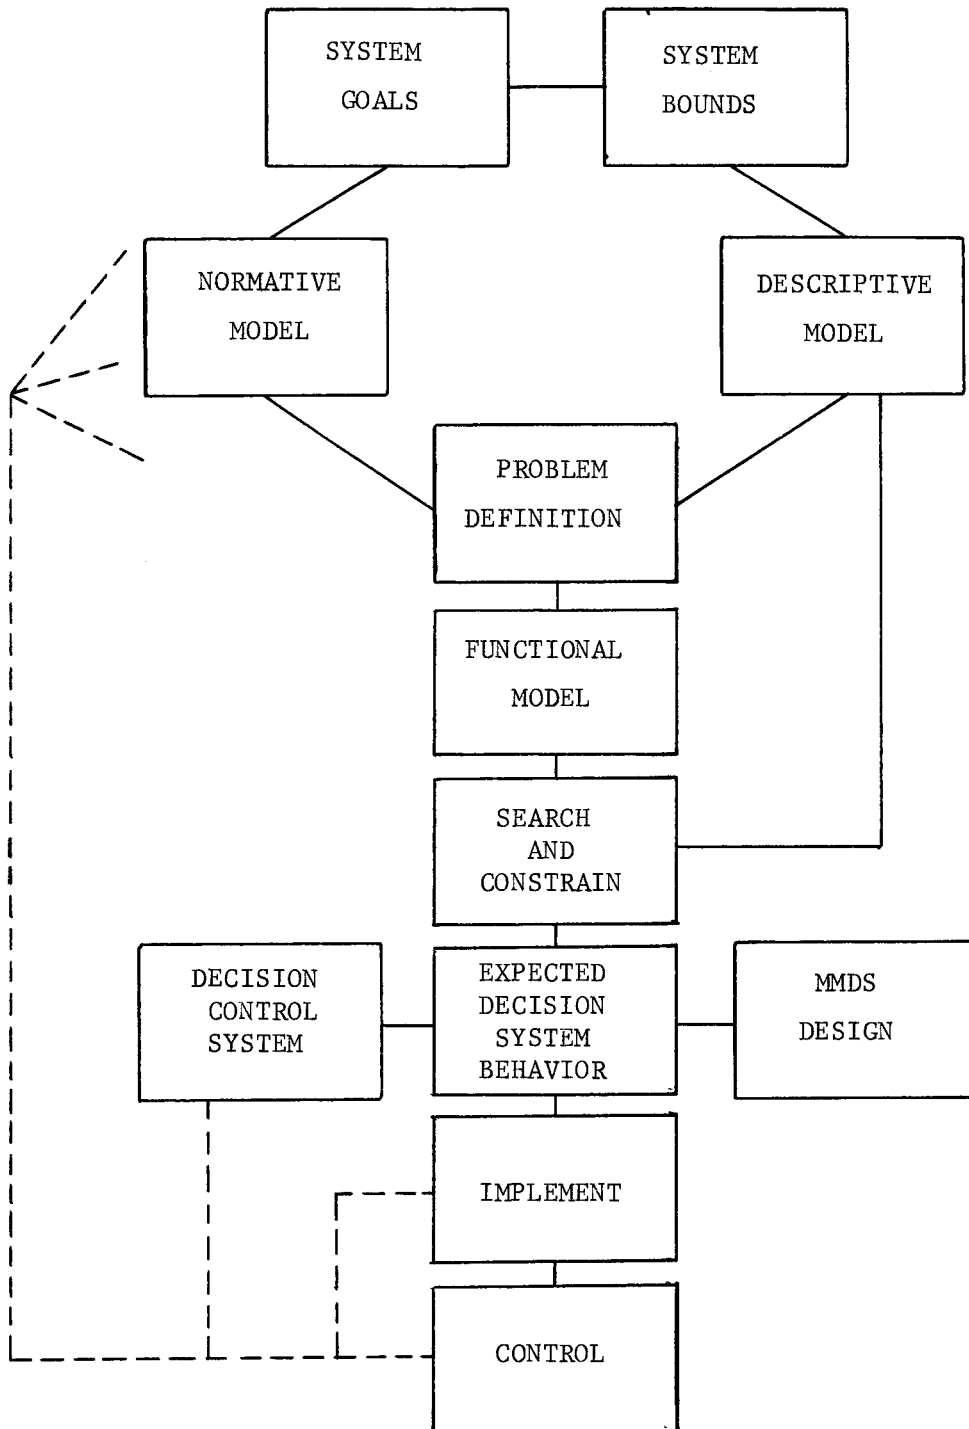 SYSTEM
GOALS
SYSTEM
BOUNDS
NORMATIVE
MODEL
DESCRIPTIVE
MODEL
PROBLEM
DEFINITION
FUNCTIONAL
MODEL
SEARCH
AND
CONSTRAIN
DECISION
CONTROL
SYSTEM
EXPECTED
DECISION
SYSTEM
BEHAVIOR
MMDS
DESIGN
IMPLEMENT
CONTROL